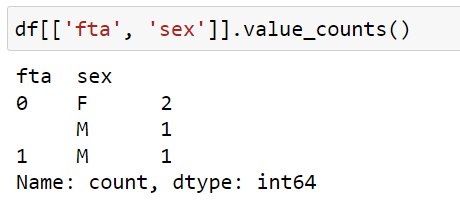 df[['fta', 'sex']].value_counts()
fta  sex
0    F      2
     M      1
1    M      1
Name: count, dtype: int64